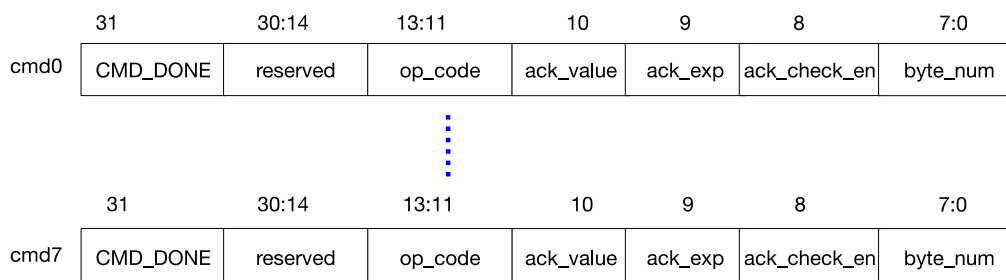 31 30:14 13:11 10 9 8 7:0
cmd0 CMD_DONE reserved op_code ack_value ack_exp ack_check_en byte_num
31 30:14 13:11 10 9 8 7:0
cmd7 CMD_DONE reserved op_code ack_value ack_exp ack_check_en byte_num